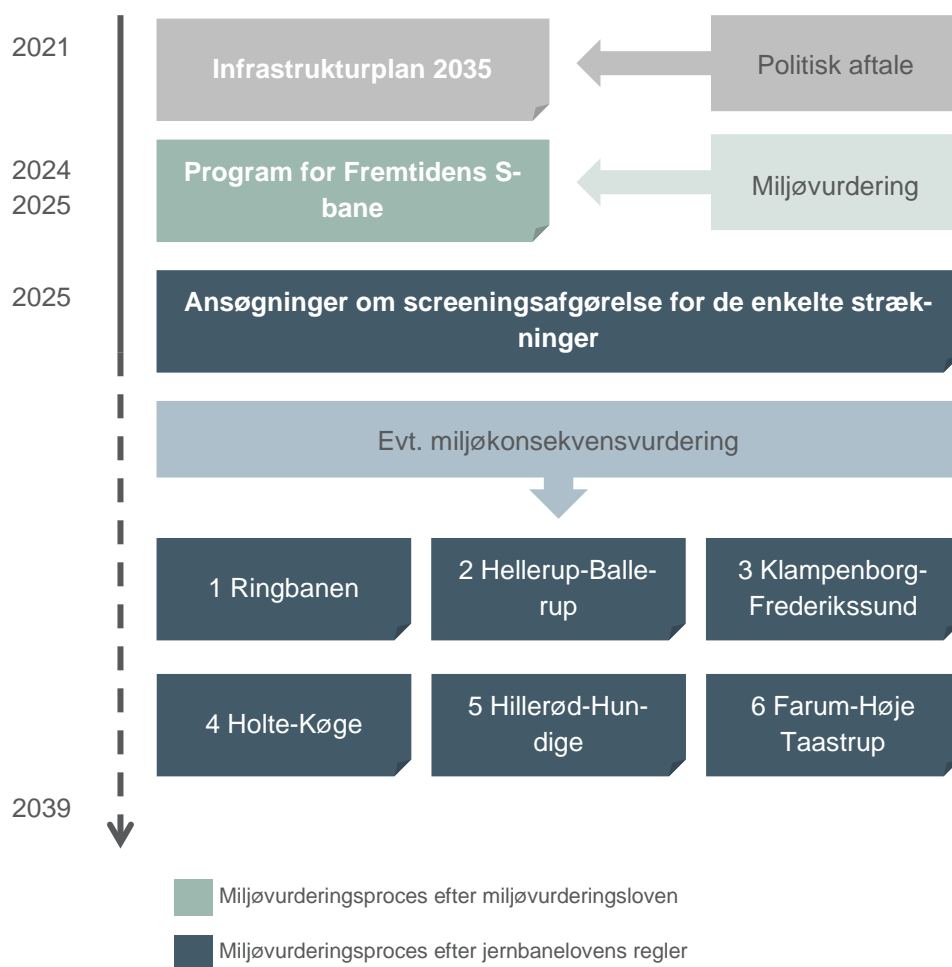 2021
Infrastrukturplan 2035
Politisk aftale
2024
2025
Program for Fremtidens S-
bane
Miljøvurdering
2025
Ansøgninger om screeningsafgørelse for de enkelte stræk-
ninger
Evt. miljøkonsekvensvurdering
1 Ringbanen
2 Hellerup-Balle-
rup
3 Klampenborg-
Frederikssund
4 Holte-Køge
5 Hillerød-Hun-
dige
6 Farum-Høje
Taastrup
2039
Miljøvurderingsproces efter miljøvurderingsloven
Miljøvurderingsproces efter jernbanelovens regler